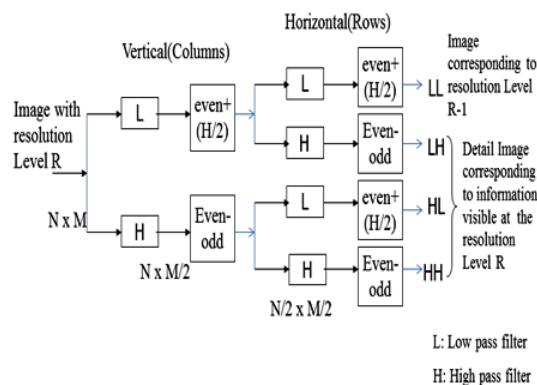 Horizontal(Rows)
Vertical(Columns)
Image with
resolution
Level R
N x M
L
even+
(H/2)
H
Even-
odd
N x M/2
L
even+
(H/2)
LL
H
Even-
odd
LH
L
even+
(H/2)
HL
H
Even-
odd
HH
N/2 x M/2
Image
corresponding to
resolution Level
R-1
Detail Image
corresponding
to information
visible at the
resolution
Level R
L: Low pass filter
H: High pass filter